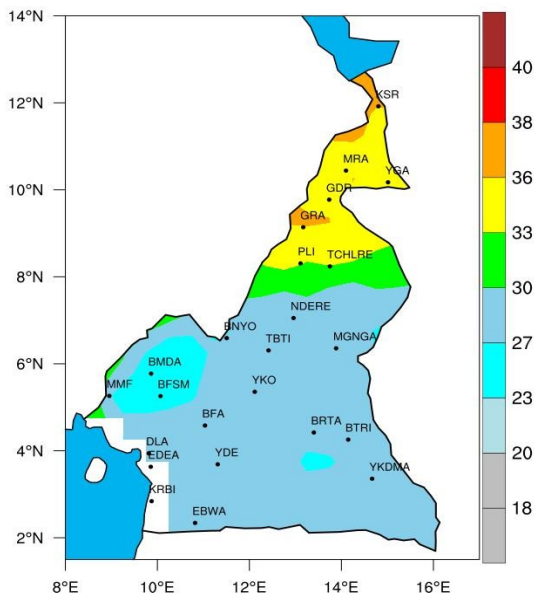 14°N
12°N
10°N
8°N
6°N
4°N
2°N
8°E
10°E
12°E
14°E
16°E
KSR
MRA
YGA
GDR
GRA
PLI
TCHLRE
NDERE
BNYO
TBTI
MGNGA
BMDA
MMF
BFSM
YKO
BFA
BRTA
BTRI
DLA
EDEA
YDE
YKDMA
KRBI
EBWA
40
38
36
33
30
27
23
20
18